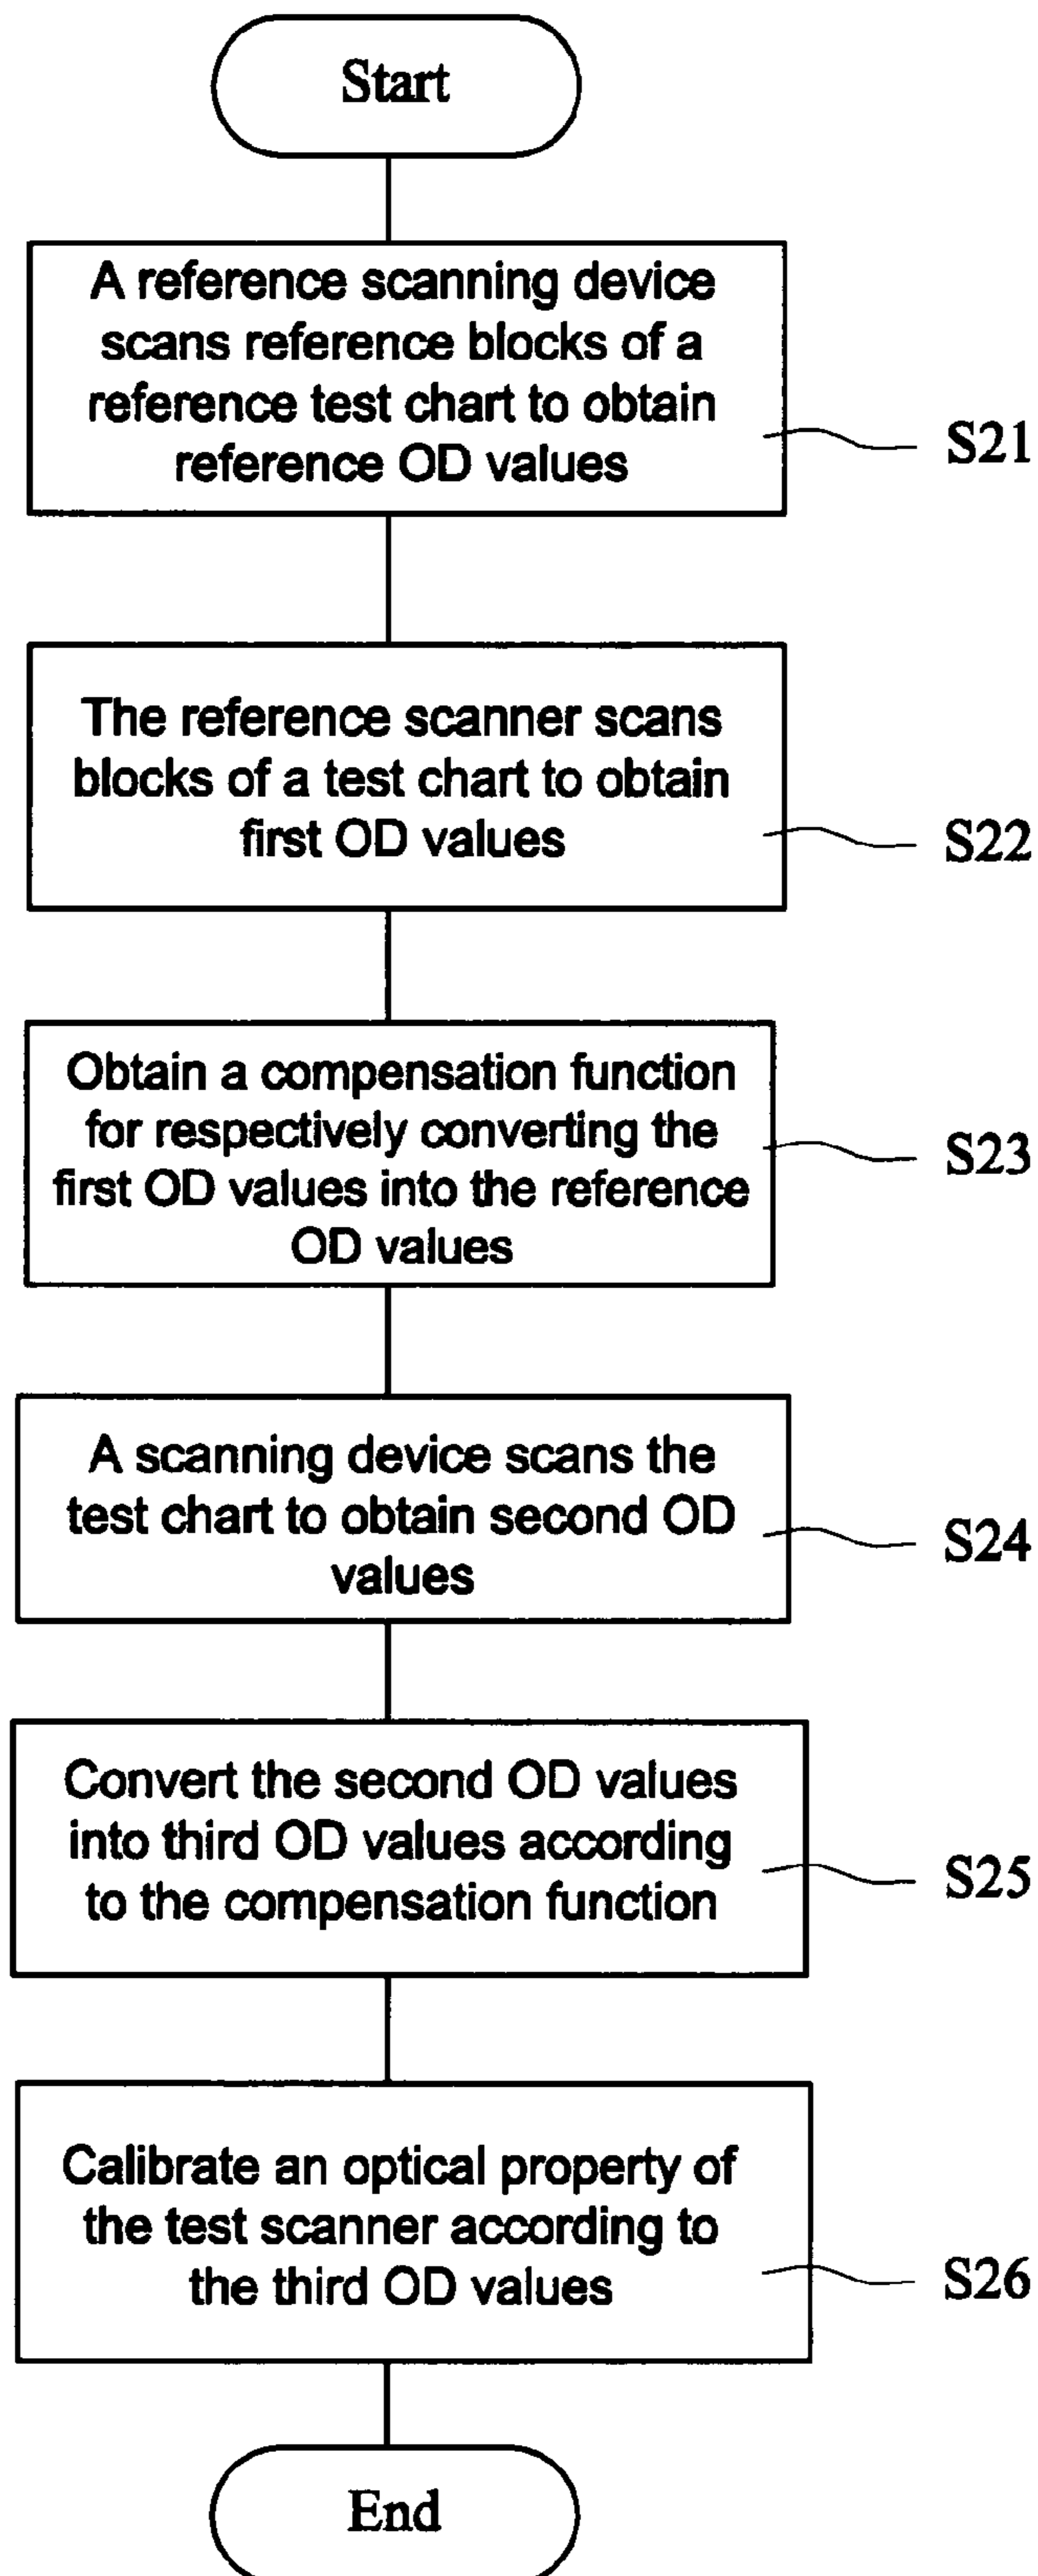 Start
A reference scanning device
scans reference blocks of a
reference test chart to obtain
reference OD values
S21
The reference scanner scans
blocks of a test chart to obtain
first OD values
S22
Obtain a compensation function
for respectively converting the
first OD values into the reference
OD values
S23
A scanning device scans the
test chart to obtain second OD
values
S24
Convert the second OD values
into third OD values according
to the compensation function
S25
Calibrate an optical property of
the test scanner according to
the third OD values
S26
End